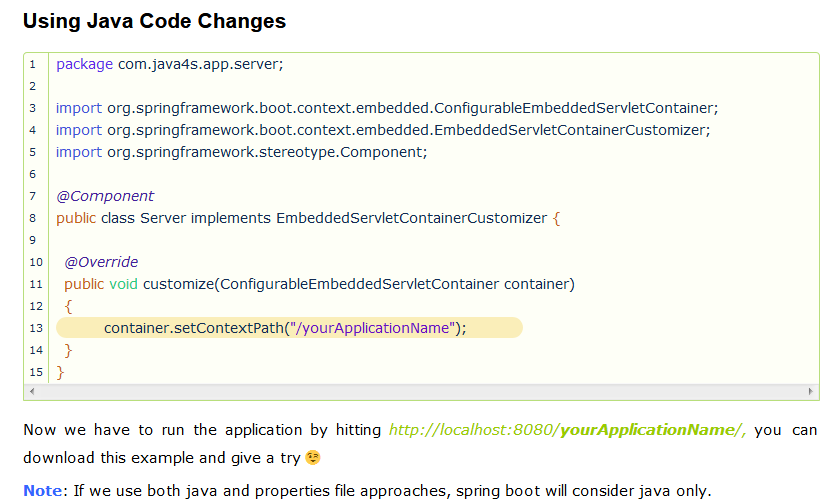 Using Java Code Changes
1 package com.java4s.app.server;
2
3 import org.springframework.boot.context.embedded.ConfigurableEmbeddedServletContainer;
4 import org.springframework.boot.context.embedded.EmbeddedServletContainerCustomizer;
5 import org.springframework.stereotype.Component;
6
7 @Component
8 public class Server implements EmbeddedServletContainerCustomizer {
9
10 @Override
11 public void customize(ConfigurableEmbeddedServletContainer container)
12 {
13 container.setContextPath("/yourApplicationName");
14 }
15 }
Now we have to run the application by hitting http://localhost:8080/yourApplicationName/, you can
download this example and give a try 😉
Note: If we use both java and properties file approaches, spring boot will consider java only.